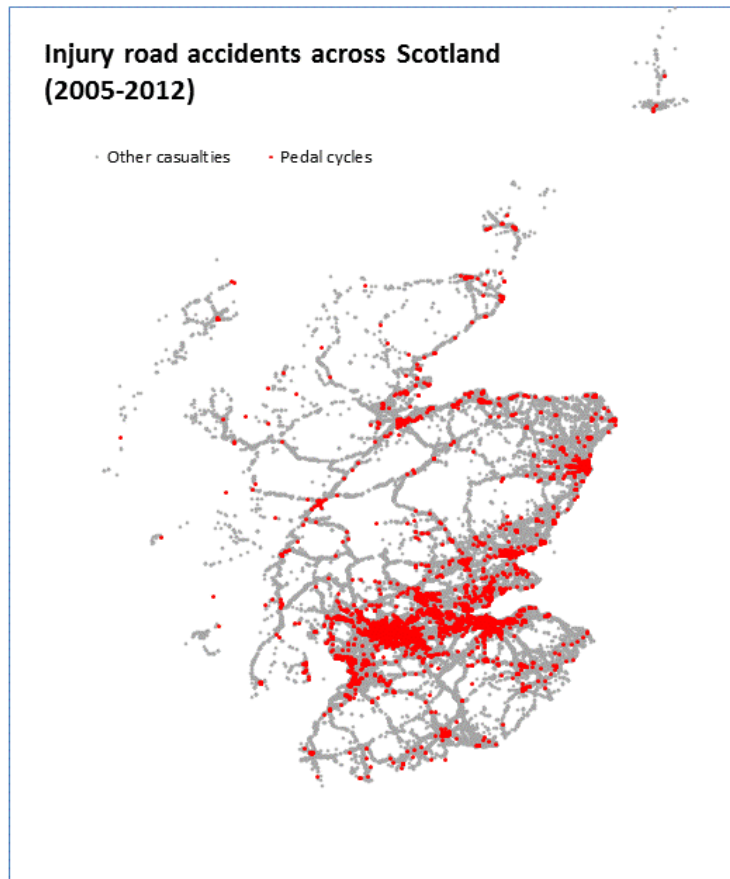 Injury road accidents across Scotland
(2005-2012)
Other casualties
Pedal cycles